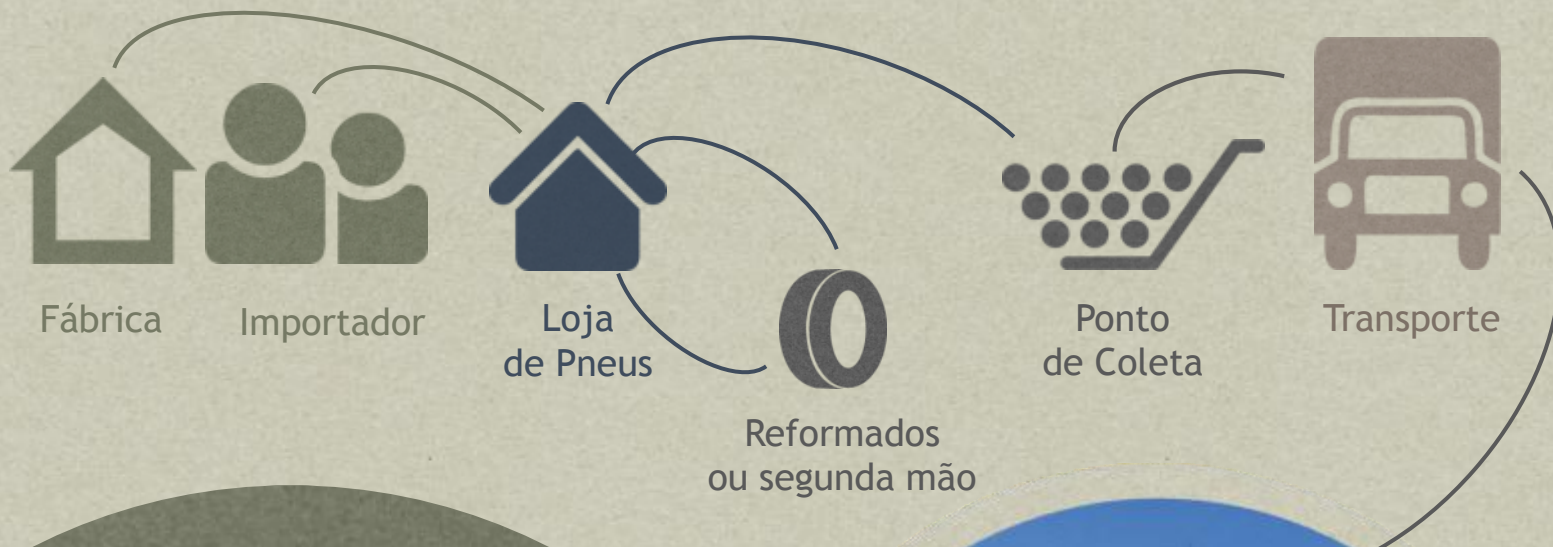 Fábrica
Importador
Loja
de Pneus
Reformados
ou segunda mão
Ponto
de Coleta
Transporte